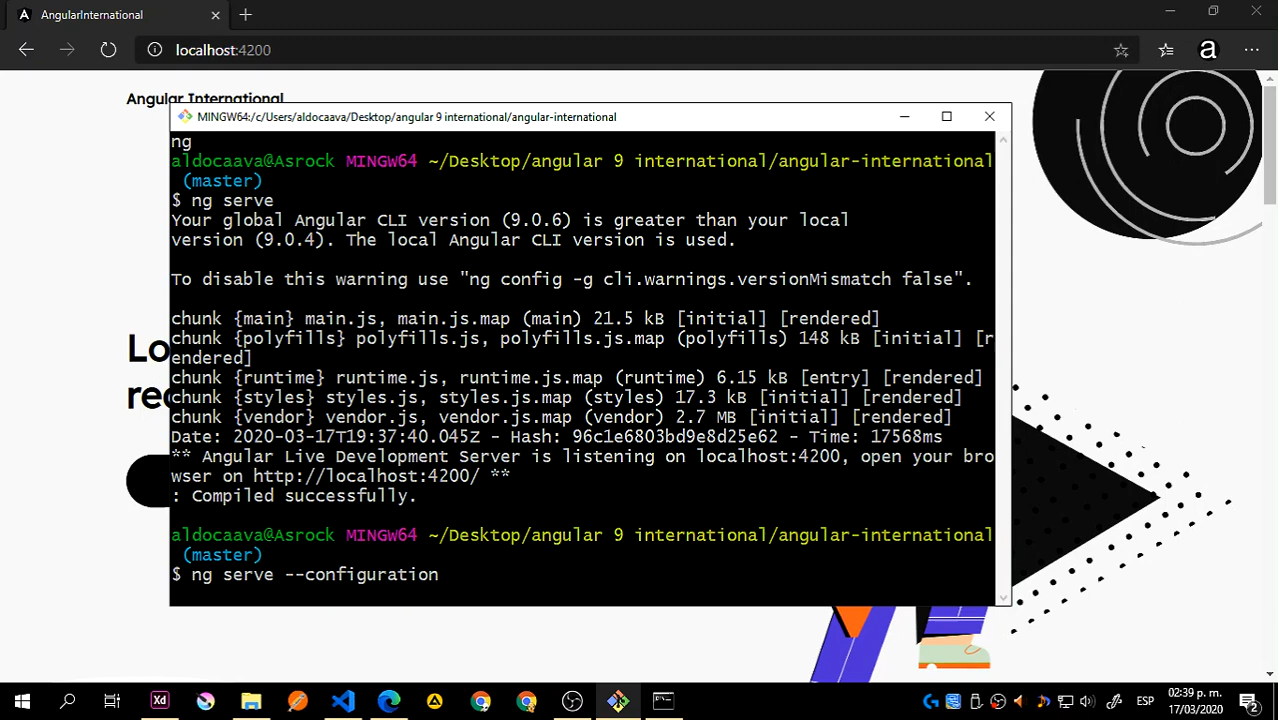 AngularInternational
localhost:4200
a
Angular International
MINGW64:/c/Users/aldocaava/Desktop/angular 9 international/angular-international
ng
aldocaava@Asrock MINGW64 ~/Desktop/angular 9 international/angular-international
(master)
$ ng serve
Your global Angular CLI version (9.0.6) is greater than your local
version (9.0.4). The local Angular CLI version is used.
To disable this warning use "ng config -g cli.warnings.versionMismatch false".
chunk {main} main.js, main.js.map (main) 21.5 kB [initial] [rendered]
chunk {polyfills} polyfills.js, polyfills.js.map (polyfills) 148 kB [initial] [r
endered]
chunk {runtime} runtime.js, runtime.js.map (runtime) 6.15 kB [entry] [rendered]
chunk {styles} styles.js, styles.js.map (styles) 17.3 kB [initial] [rendered]
chunk {vendor} vendor.js, vendor.js.map (vendor) 2.7 MB [initial] [rendered]
Date: 2020-03-17T19:37:40.045Z - Hash: 96c1e6803bd9e8d25e62 - Time: 17568ms
** Angular Live Development Server is listening on localhost:4200, open your bro
wser on http://localhost:4200/ **
: Compiled successfully.
aldocaava@Asrock MINGW64 ~/Desktop/angular 9 international/angular-international
(master)
$ ng serve --configuration
Lo
re
Xd
ESP
02:39 p. m.
17/03/2020
2